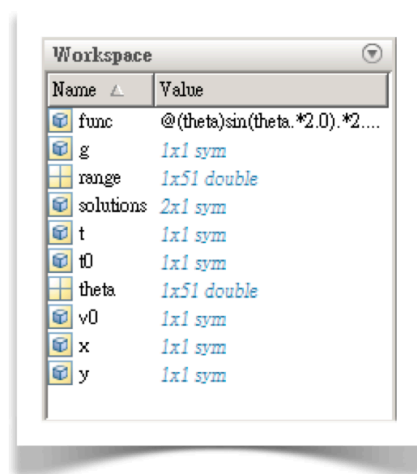 Workspace
Name Value
func @(theta)sin(theta.*2.0).*2....
g 1x1 sym
range 1x51 double
solutions 2x1 sym
t 1x1 sym
t0 1x1 sym
theta 1x51 double
v0 1x1 sym
x 1x1 sym
y 1x1 sym